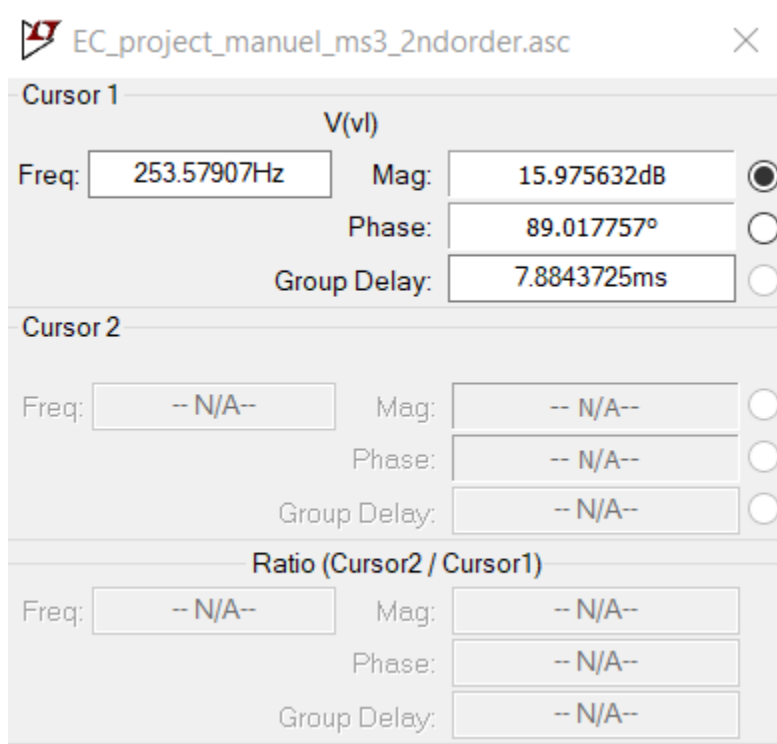 EC_project_manuel_ms3_2ndorder.asc
Cursor 1
V(vl)
Freq: 253.57907Hz Mag: 15.975632dB
Phase: 89.017757º
Group Delay: 7.8843725ms
Cursor 2
Freq: -- N/A-- Mag: -- N/A--
Phase: -- N/A--
Group Delay: -- N/A--
Ratio (Cursor2 / Cursor1)
Freq: -- N/A-- Mag: -- N/A--
Phase: -- N/A--
Group Delay: -- N/A--